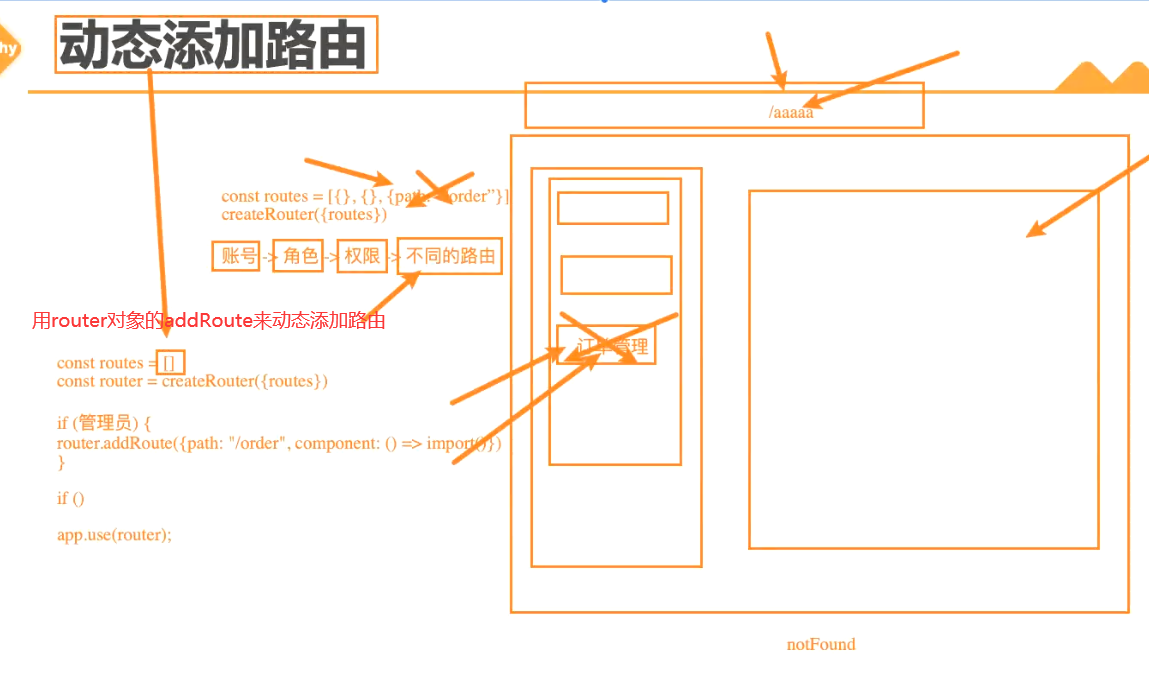 hy
动态添加路由
/aaaaa
const routes = [{}, {}, {path: "/order"}]
createRouter({routes})
账号 -> 角色 -> 权限 -> 不同的路由
用router对象的addRoute来动态添加路由
订单管理
const routes = []
const router = createRouter({routes})
if (管理员) {
router.addRoute({path: "/order", component: () => import()})
}
if ()
app.use(router);
notFound